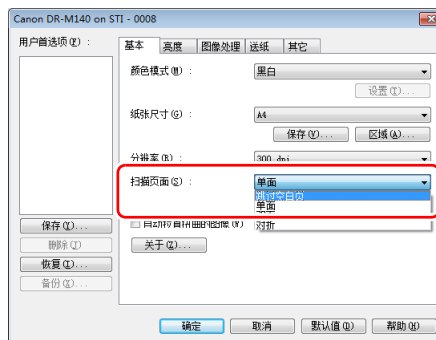 Canon DR-M140 on STI - 0008
用户首选项(P) :
基本 亮度 图像处理 送纸 其它
颜色模式(M) :
黑白
设置(I)...
纸张尺寸(G) :
A4
保存(V)... 区域(A)...
分辨率(R) :
300 dpi
扫描页面(S) :
单面
跳过空白页
单面
对折
关于(Z)...
保存(T)...
删除(J)
恢复(L)...
备份(X)...
确定 取消 默认值(D) 帮助(H)